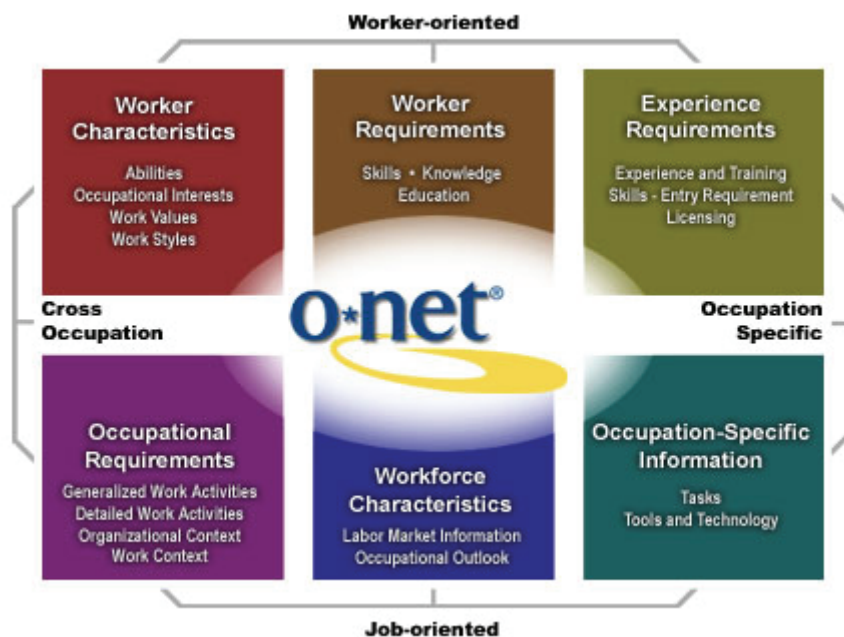 Worker-oriented
Worker
Characteristics
Abilities
Occupational Interests
Work Values
Work Styles
Worker
Requirements
Skills • Knowledge
Education
Experience
Requirements
Experience and Training
Skills - Entry Requirement
Licensing
Cross
Occupation
o*net®
Occupation
Specific
Occupational
Requirements
Generalized Work Activities
Detailed Work Activities
Organizational Context
Work Context
Workforce
Characteristics
Labor Market Information
Occupational Outlook
Occupation-Specific
Information
Tasks
Tools and Technology
Job-oriented